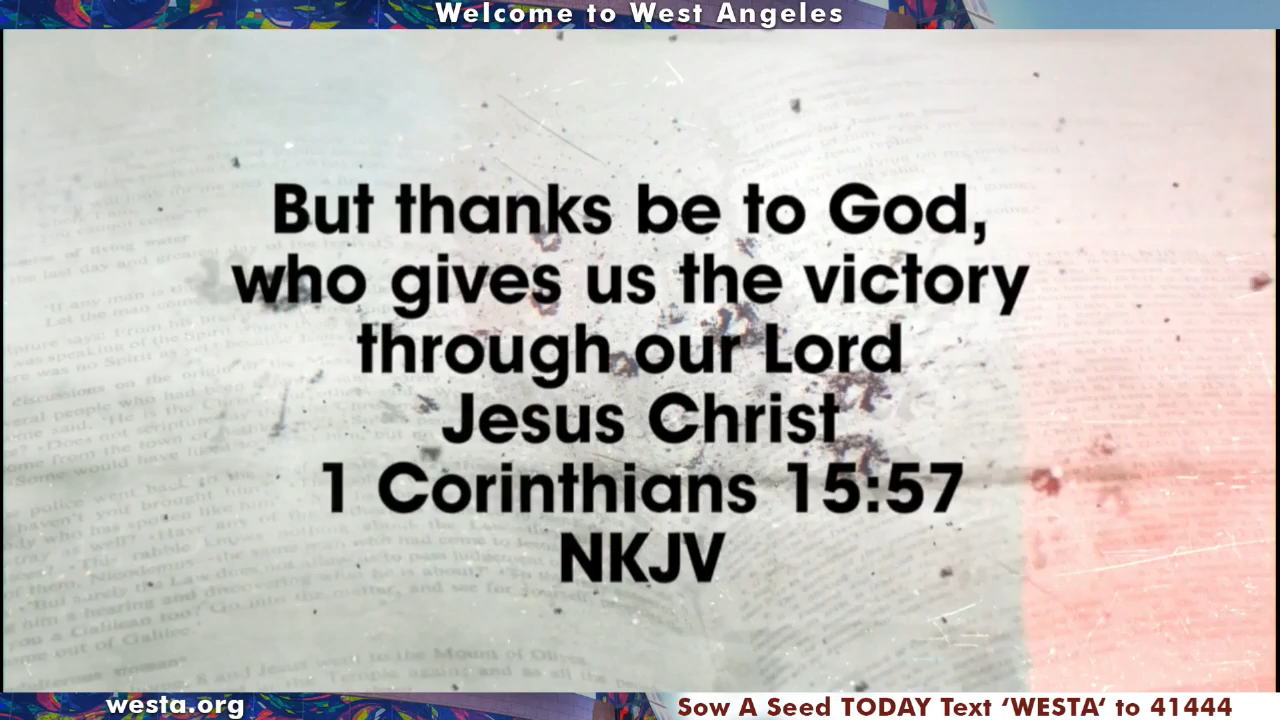 Welcome to West Angeles
But thanks be to God,
who gives us the victory
through our Lord
Jesus Christ
1 Corinthians 15:57
NKJV
westa.org
Sow A Seed TODAY Text ‘WESTA‘ to 41444